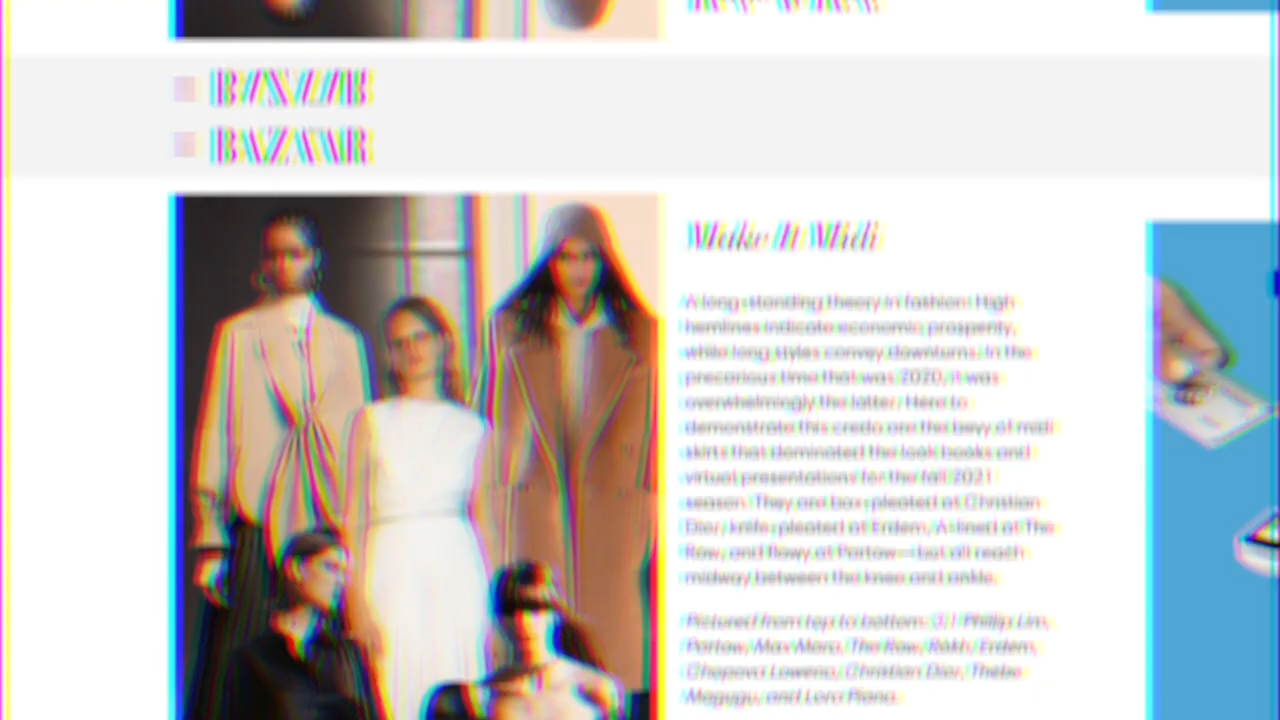 BAZAAR
BAZAAR
Make It Midi
A long-standing theory in fashion: High
hemlines indicate economic prosperity,
while long styles convey downturns. In the
precarious time that was 2020, it was
overwhelmingly the latter. Here to
demonstrate this credo are the bevy of midi
skirts that dominated the look books and
virtual presentations for the fall 2021
season. They are box-pleated at Christian
Dior, knife-pleated at Erdem, A-lined at The
Row, and flowy at Partow—but all reach
midway between the knee and ankle.
Pictured from top to bottom: 3.1 Phillip Lim,
Partow, Max Mara, The Row, Rokh, Erdem,
Chopova Lowena, Christian Dior, Thebe
Magugu, and Loro Piana.